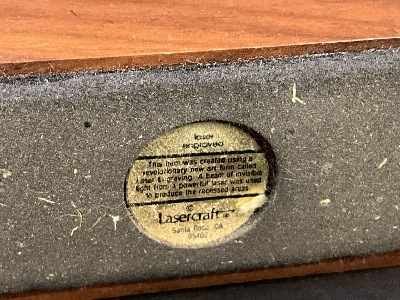 laser
engraved
This item was created using a
revolutionary new art form called
Laser Engraving. A beam of invisible
light from a powerful laser was used
to produce the recessed areas.
©
Lasercraft
Santa Rosa, CA
95402